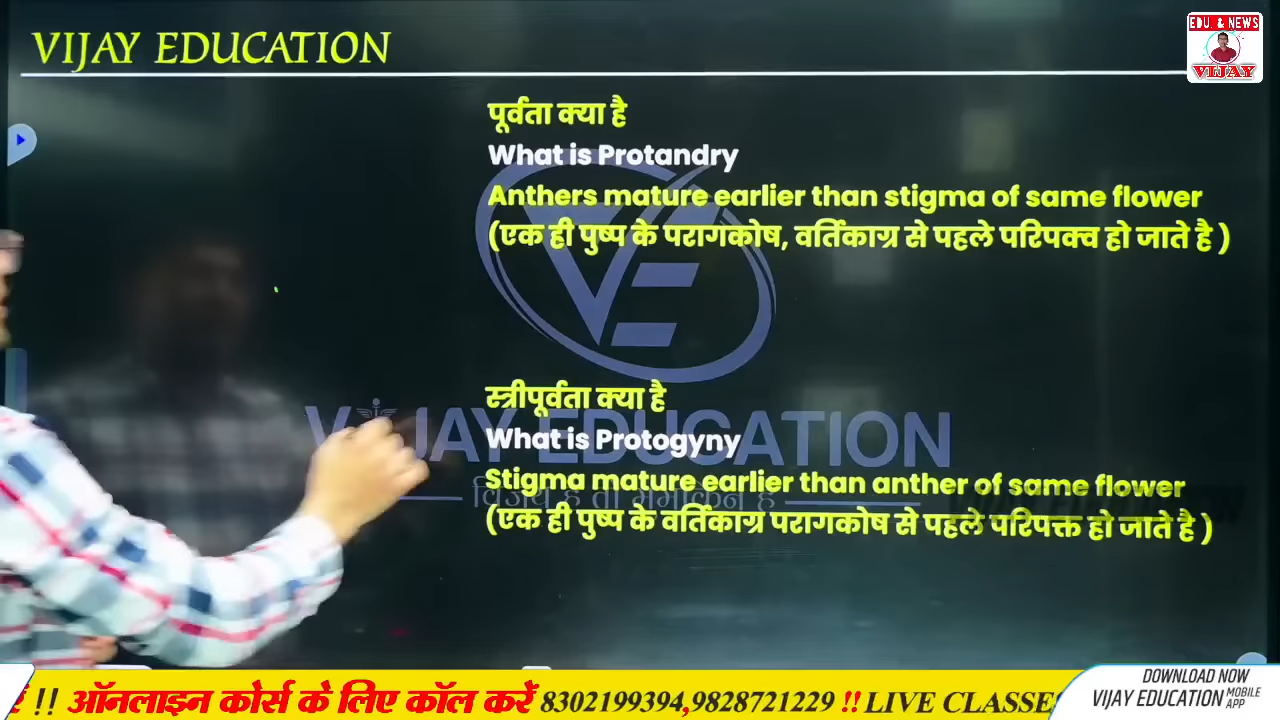 VIJAY EDUCATION
EDU. & NEWS
VIJAY
पूर्वता क्या है
What is Protandry
Anthers mature earlier than stigma of same flower
(एक ही पुष्प के परागकोष, वर्तिकाग्र से पहले परिपक्व हो जाते है )
VE
स्त्रीपूर्वता क्या है
VIJAY EDUCATION
What is Protogyny
Stigma mature earlier than anther of same flower
(एक ही पुष्प के वर्तिकाग्र परागकोष से पहले परिपक्त हो जाते है )
!! ऑनलाइन कोर्स के लिए कॉल करें 8302199394,9828721229 !! LIVE CLASSES
DOWNLOAD NOW
VIJAY EDUCATION MOBILE APP